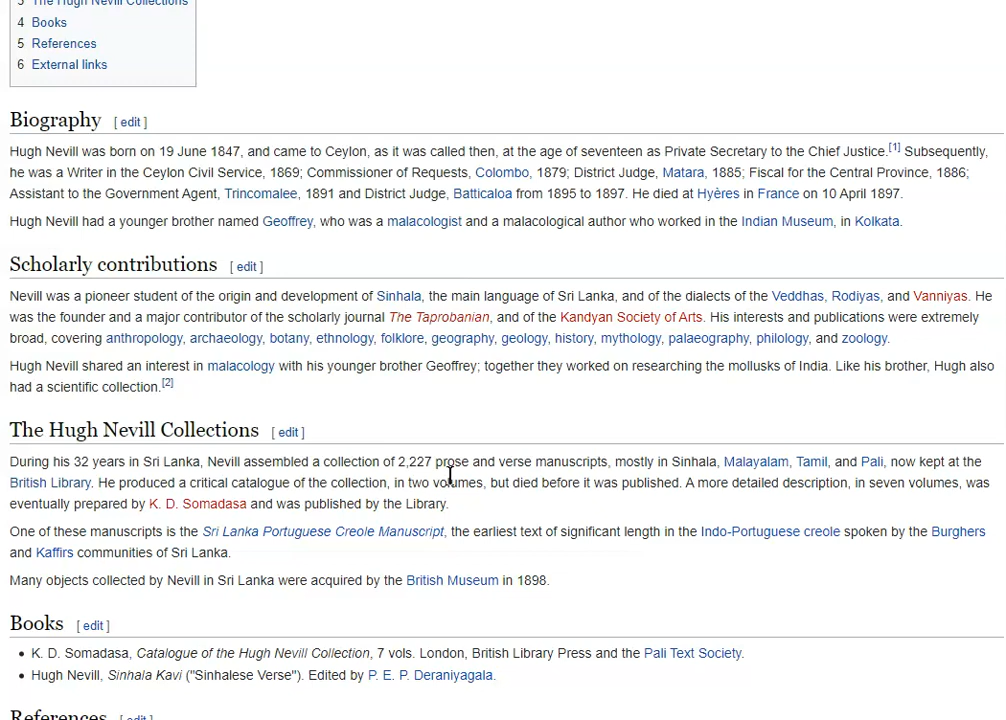 3 The Hugh Nevill Collections
4 Books
5 References
6 External links
Biography [ edit ]
Hugh Nevill was born on 19 June 1847, and came to Ceylon, as it was called then, at the age of seventeen as Private Secretary to the Chief Justice.[1] Subsequently,
he was a Writer in the Ceylon Civil Service, 1869; Commissioner of Requests, Colombo, 1879; District Judge, Matara, 1885; Fiscal for the Central Province, 1886;
Assistant to the Government Agent, Trincomalee, 1891 and District Judge, Batticaloa from 1895 to 1897. He died at Hyères in France on 10 April 1897.
Hugh Nevill had a younger brother named Geoffrey, who was a malacologist and a malacological author who worked in the Indian Museum, in Kolkata.
Scholarly contributions [ edit ]
Nevill was a pioneer student of the origin and development of Sinhala, the main language of Sri Lanka, and of the dialects of the Veddhas, Rodiyas, and Vanniyas. He
was the founder and a major contributor of the scholarly journal The Taprobanian, and of the Kandyan Society of Arts. His interests and publications were extremely
broad, covering anthropology, archaeology, botany, ethnology, folklore, geography, geology, history, mythology, palaeography, philology, and zoology.
Hugh Nevill shared an interest in malacology with his younger brother Geoffrey; together they worked on researching the mollusks of India. Like his brother, Hugh also
had a scientific collection.[2]
The Hugh Nevill Collections [ edit ]
During his 32 years in Sri Lanka, Nevill assembled a collection of 2,227 prose and verse manuscripts, mostly in Sinhala, Malayalam, Tamil, and Pali, now kept at the
British Library. He produced a critical catalogue of the collection, in two volumes, but died before it was published. A more detailed description, in seven volumes, was
eventually prepared by K. D. Somadasa and was published by the Library.
One of these manuscripts is the Sri Lanka Portuguese Creole Manuscript, the earliest text of significant length in the Indo-Portuguese creole spoken by the Burghers
and Kaffirs communities of Sri Lanka.
Many objects collected by Nevill in Sri Lanka were acquired by the British Museum in 1898.
Books [ edit ]
• K. D. Somadasa, Catalogue of the Hugh Nevill Collection, 7 vols. London, British Library Press and the Pali Text Society.
• Hugh Nevill, Sinhala Kavi ("Sinhalese Verse"). Edited by P. E. P. Deraniyagala.
References [ edit ]